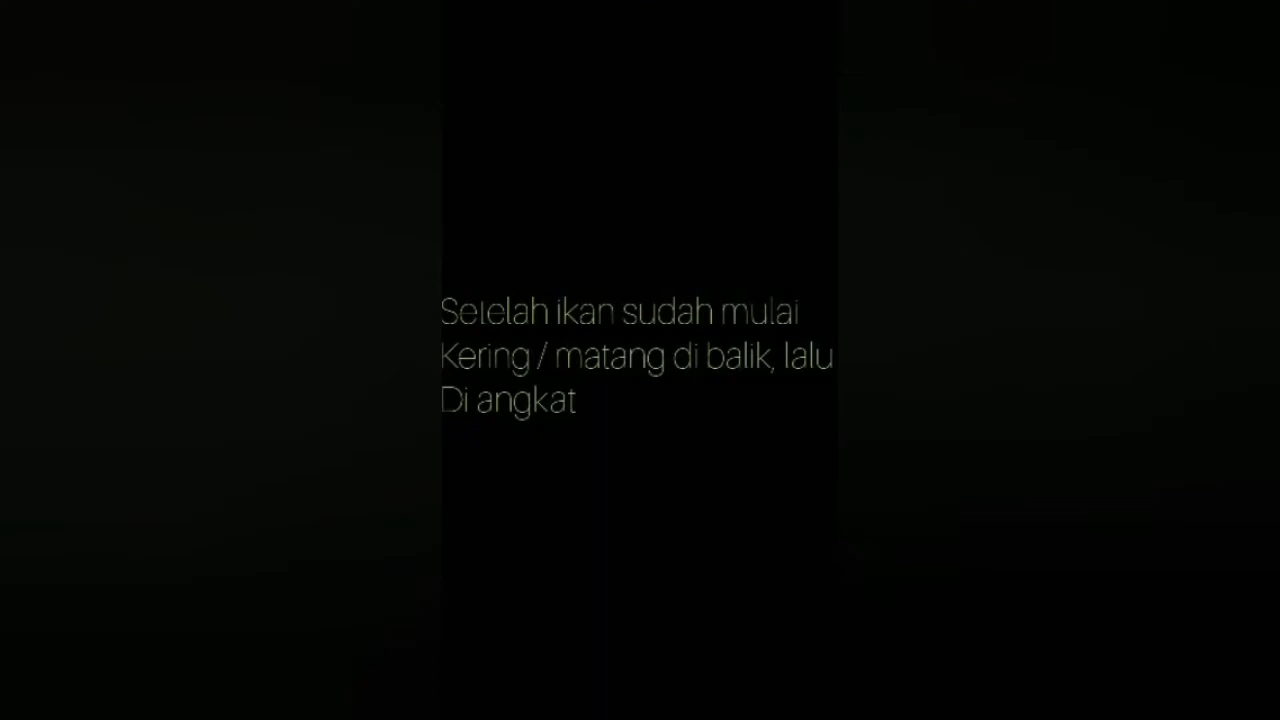 Setelah ikan sudah mulai
Kering / matang di balik, lalu
Di angkat